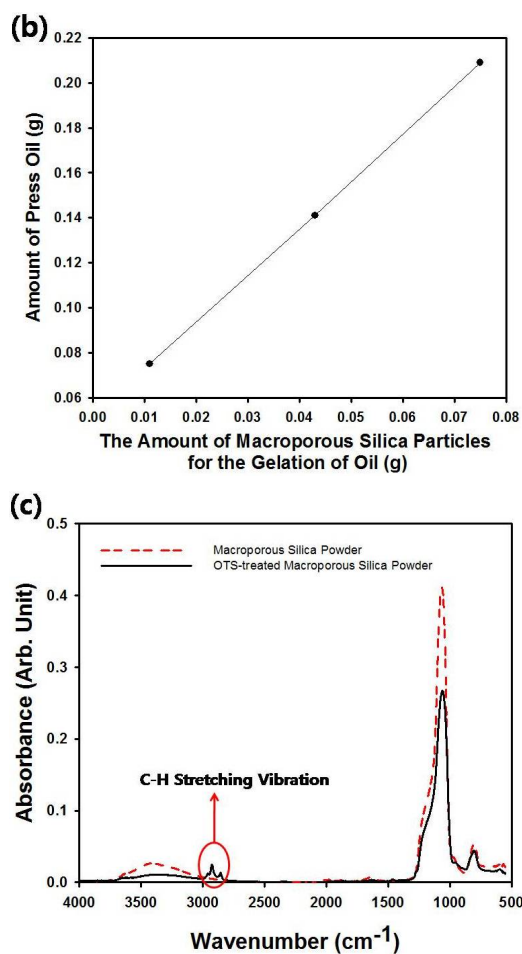 (b)
Amount of Press Oil (g)
0.22
0.20
0.18
0.16
0.14
0.12
0.10
0.08
0.06
0.00 0.01 0.02 0.03 0.04 0.05 0.06 0.07 0.08
The Amount of Macroporous Silica Particles
for the Gelation of Oil (g)
(c)
Absorbance (Arb. Unit)
0.5
0.4
0.3
0.2
0.1
0.0
Macroporous Silica Powder
OTS-treated Macroporous Silica Powder
C-H Stretching Vibration
4000 3500 3000 2500 2000 1500 1000 500
Wavenumber (cm-1)